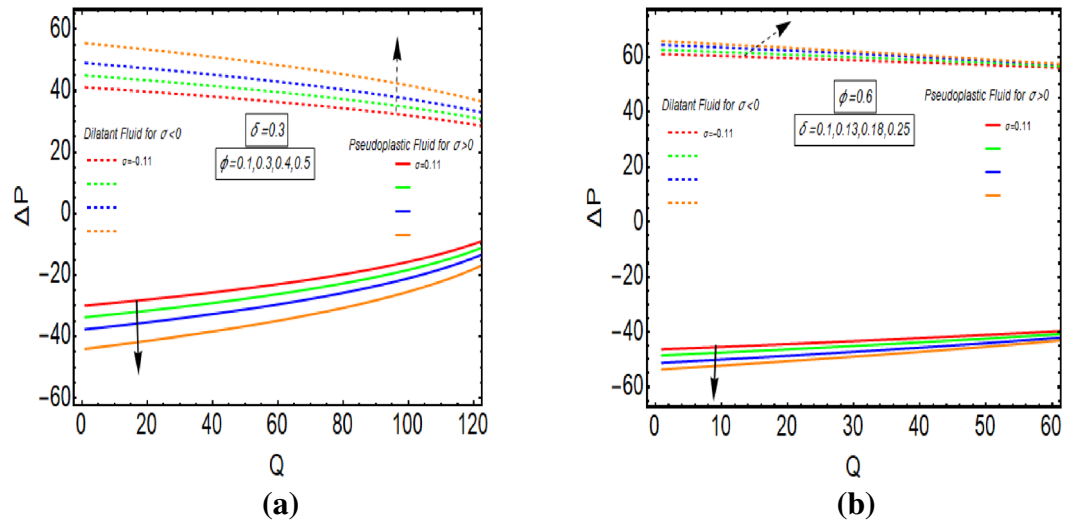 60
40
20
0
−20
−40
−60
ΔP
Dilatant Fluid for σ<0
δ=0.3
ϕ=0.1,0.3,0.4,0.5
Pseudoplastic Fluid for σ>0
σ=-0.11
σ=0.11
0 20 40 60 80 100 120
Q
(a)
60
40
20
0
−20
−40
−60
ΔP
Dilatant Fluid for σ<0
ϕ=0.6
δ=0.1,0.13,0.18,0.25
Pseudoplastic Fluid for σ>0
σ=-0.11
σ=0.11
0 10 20 30 40 50 60
Q
(b)